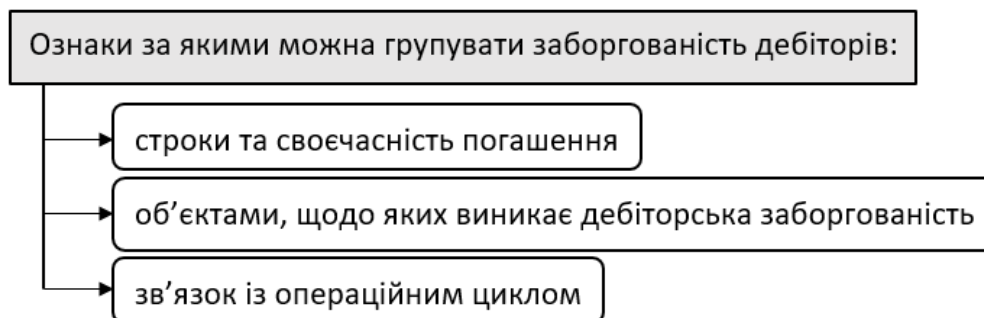 Ознаки за якими можна групувати заборгованість дебіторів:
строки та своєчасність погашення
об’єктами, щодо яких виникає дебіторська заборгованість
зв’язок із операційним циклом